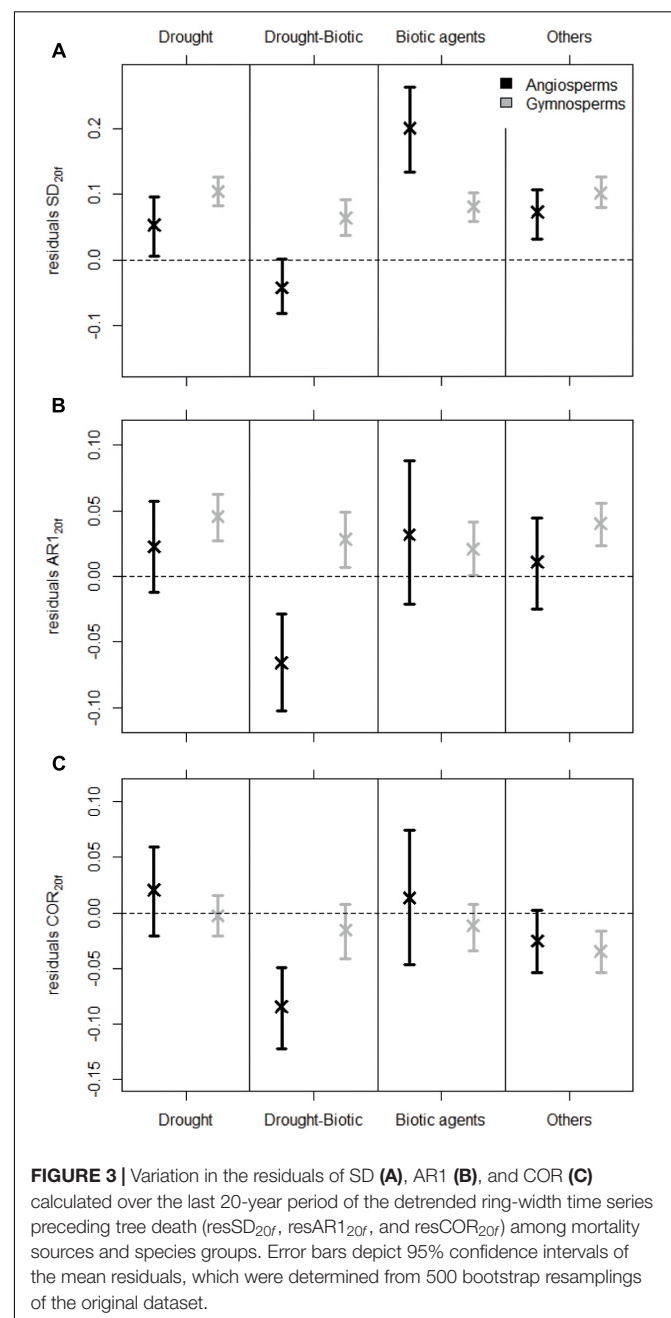 Drought Drought-Biotic Biotic agents Others
A
Angiosperms
Gymnosperms
residuals SD20f
0.2
0.1
0.0
-0.1
B
residuals AR120f
0.10
0.05
0.00
-0.05
-0.10
C
residuals COR20f
0.10
0.05
0.00
-0.05
-0.10
-0.15
Drought Drought-Biotic Biotic agents Others
FIGURE 3 | Variation in the residuals of SD (A), AR1 (B), and COR (C)
calculated over the last 20-year period of the detrended ring-width time series
preceding tree death (resSD20f, resAR120f, and resCOR20f) among mortality
sources and species groups. Error bars depict 95% confidence intervals of
the mean residuals, which were determined from 500 bootstrap resamplings
of the original dataset.